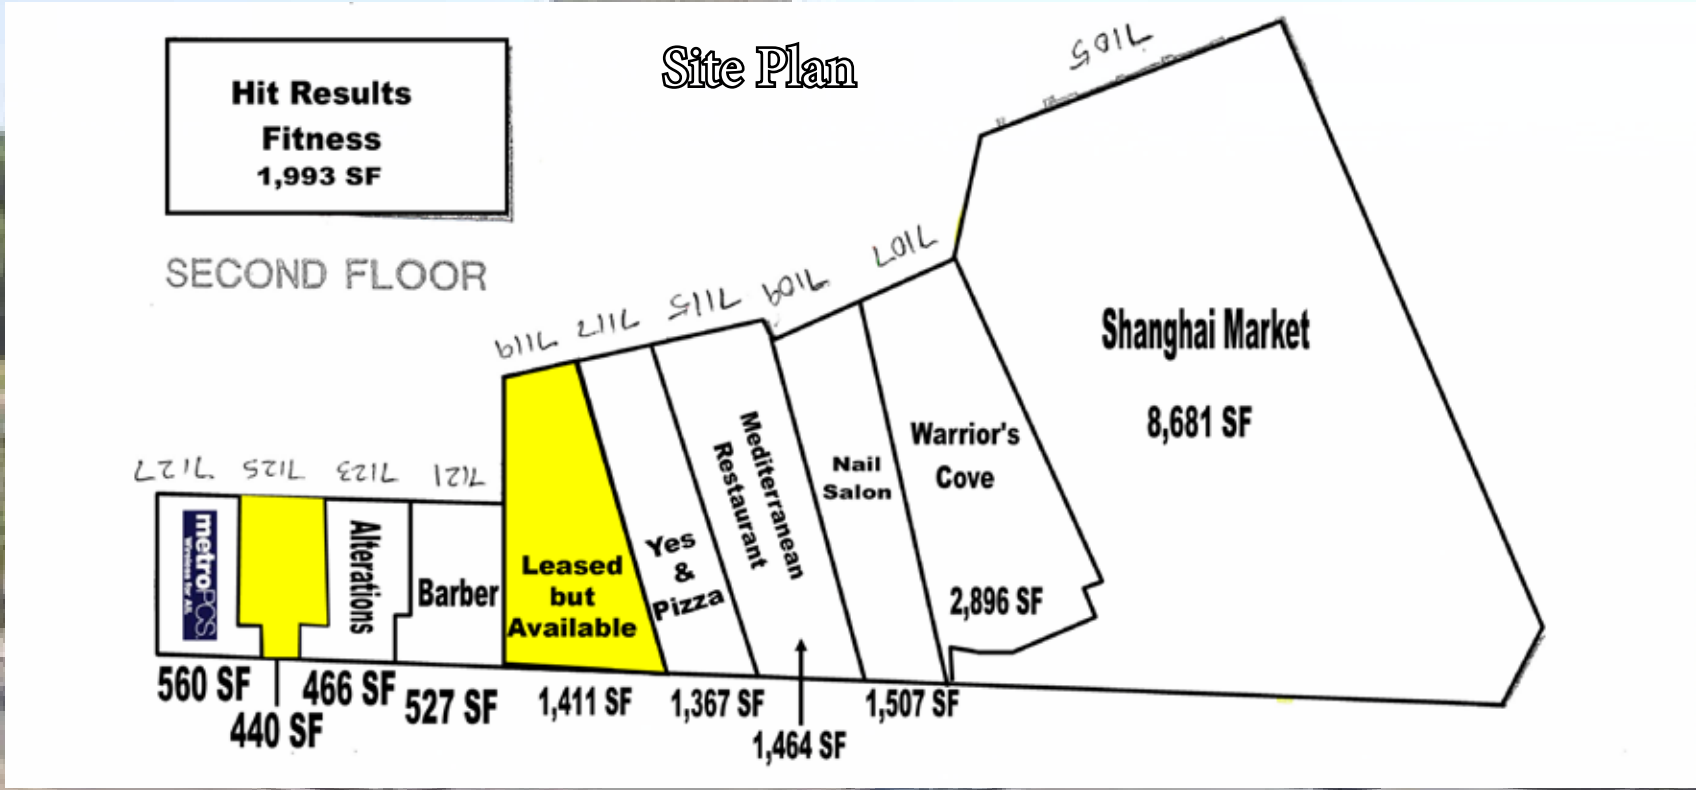 Site Plan
Hit Results
Fitness
1,993 SF
SECOND FLOOR
7105
7107
7109
7115
7117
7119
7121
7123
7125
7127
Shanghai Market
8,681 SF
Warrior's
Cove
2,896 SF
Nail
Salon
Mediterranean
Restaurant
Yes
&
Pizza
Leased
but
Available
Barber
Alterations
metroPCS.
Wireless for All.
560 SF
440 SF
466 SF
527 SF
1,411 SF
1,367 SF
1,464 SF
1,507 SF